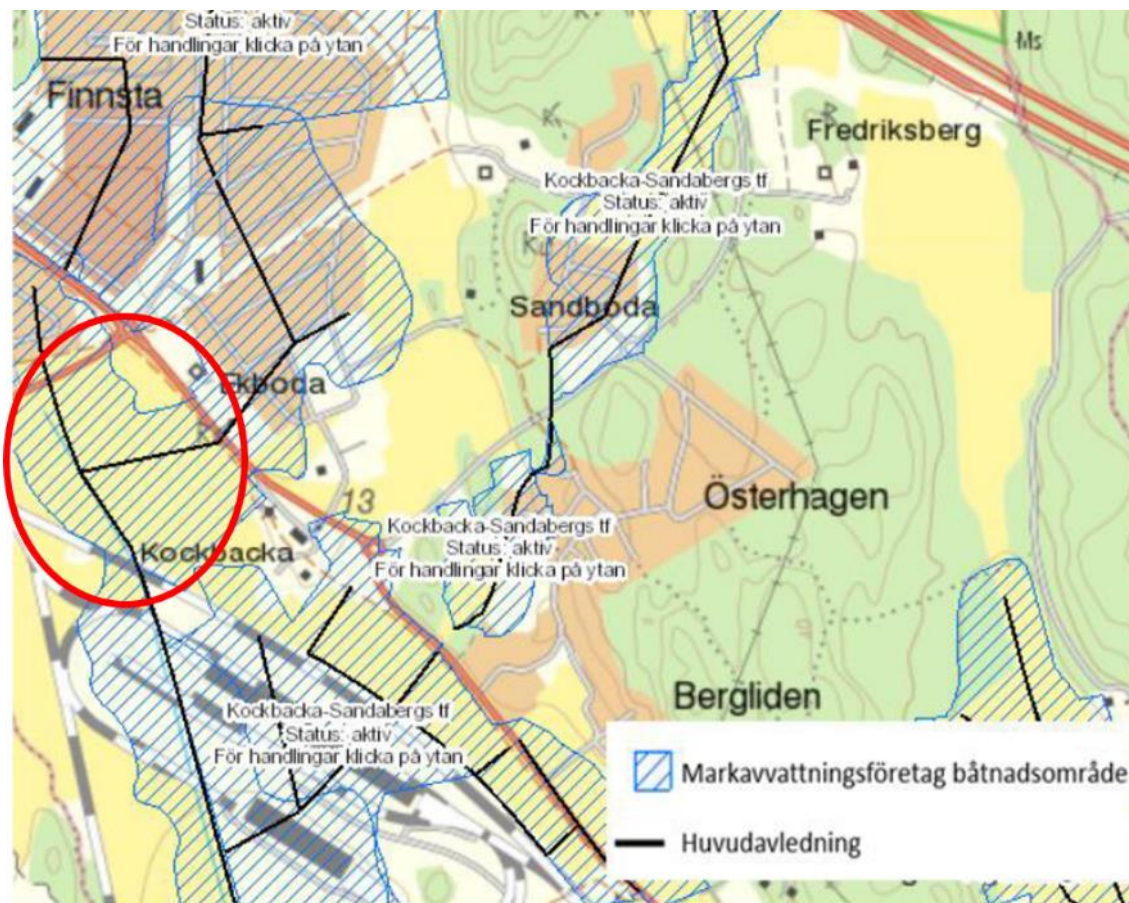 Status: aktiv
För handlingar klicka på ytan
Ms
Finnsta
K.
Fredriksberg
Kockbacka-Sandabergs tf
Status: aktiv
För handlingar klicka på ytan
Sandboda
Ekboda
Österhagen
13
Kockbacka-Sandabergs tf
Status: aktiv
För handlingar klicka på ytan
Kockbacka
Bergliden
Kockbacka-Sandabergs tf
Status: aktiv
För handlingar klicka på ytan
Markavvattningsföretag båtnadsområde
Huvudavledning